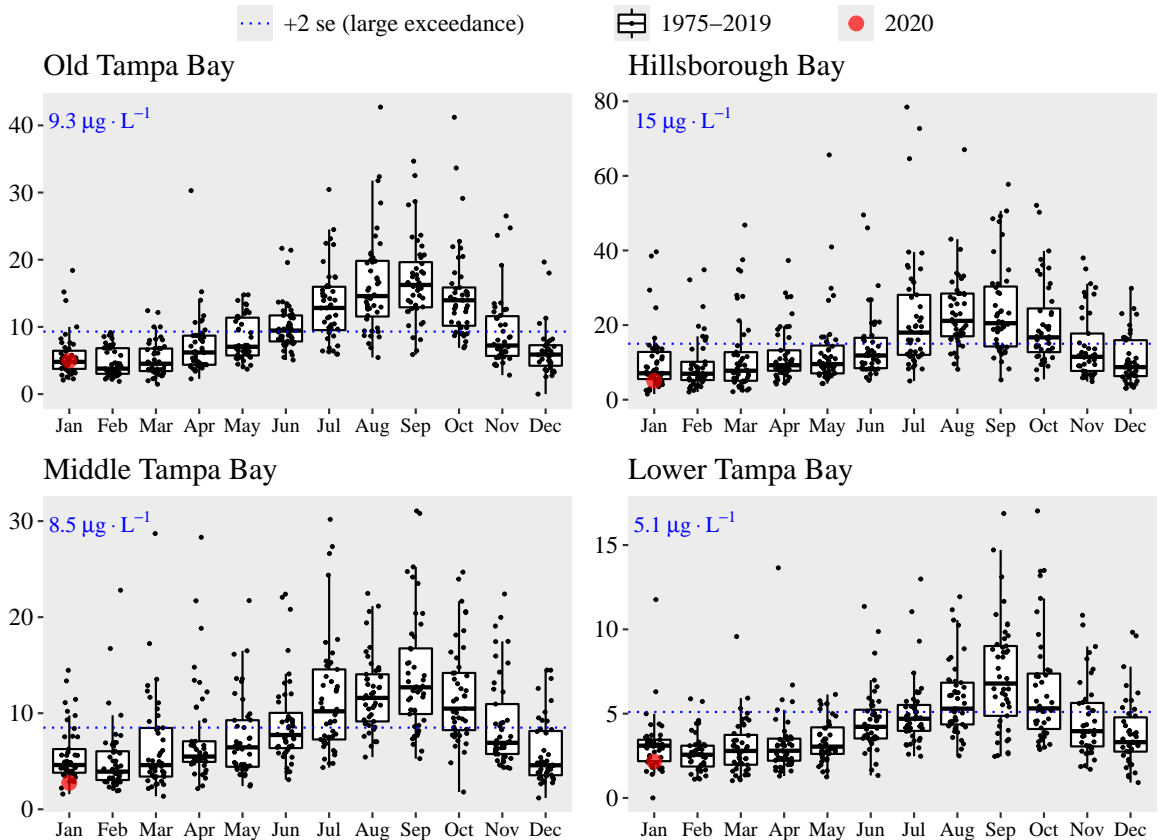 +2 se (large exceedance) 1975–2019 2020
Old Tampa Bay
9.3 μg · L⁻¹
40
30
20
10
0
Jan Feb Mar Apr May Jun Jul Aug Sep Oct Nov Dec
Hillsborough Bay
15 μg · L⁻¹
80
60
40
20
0
Jan Feb Mar Apr May Jun Jul Aug Sep Oct Nov Dec
Middle Tampa Bay
8.5 μg · L⁻¹
30
20
10
0
Jan Feb Mar Apr May Jun Jul Aug Sep Oct Nov Dec
Lower Tampa Bay
5.1 μg · L⁻¹
15
10
5
0
Jan Feb Mar Apr May Jun Jul Aug Sep Oct Nov Dec